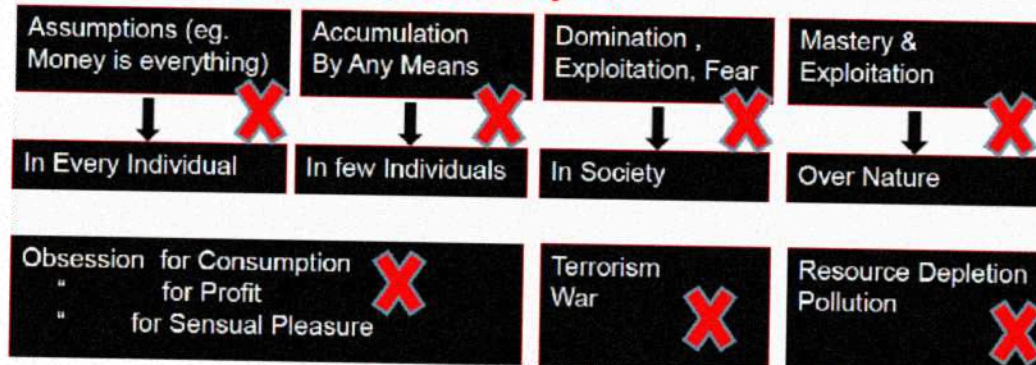 Assumptions (eg.
Money is everything)
Accumulation
By Any Means
Domination ,
Exploitation, Fear
Mastery &
Exploitation
In Every Individual
In few Individuals
In Society
Over Nature
Obsession for Consumption
“ for Profit
“ for Sensual Pleasure
Terrorism
War
Resource Depletion
Pollution